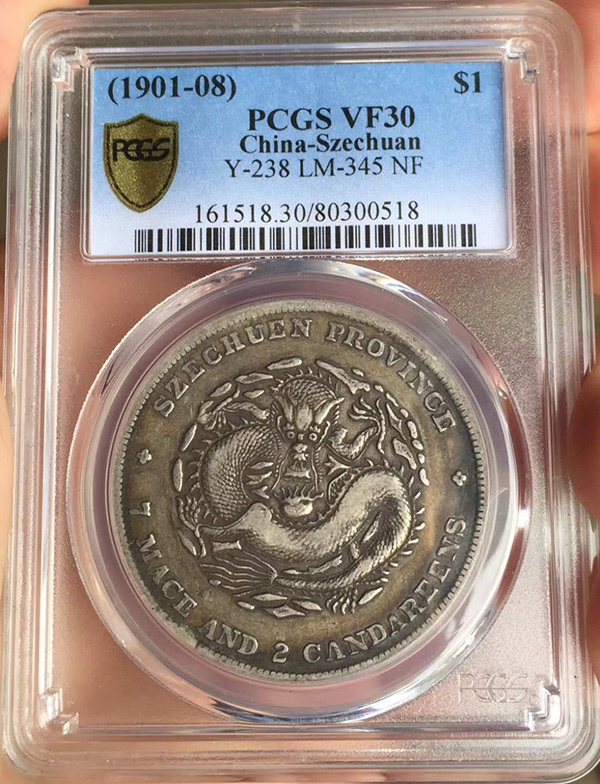 (1901-08) $1
PCGS VF30
China-Szechuan
Y-238 LM-345 NF
PCGS
161518.30/80300518
SZECHUEN PROVINCE
7 MACE AND 2 CANDAREENS
PCGS